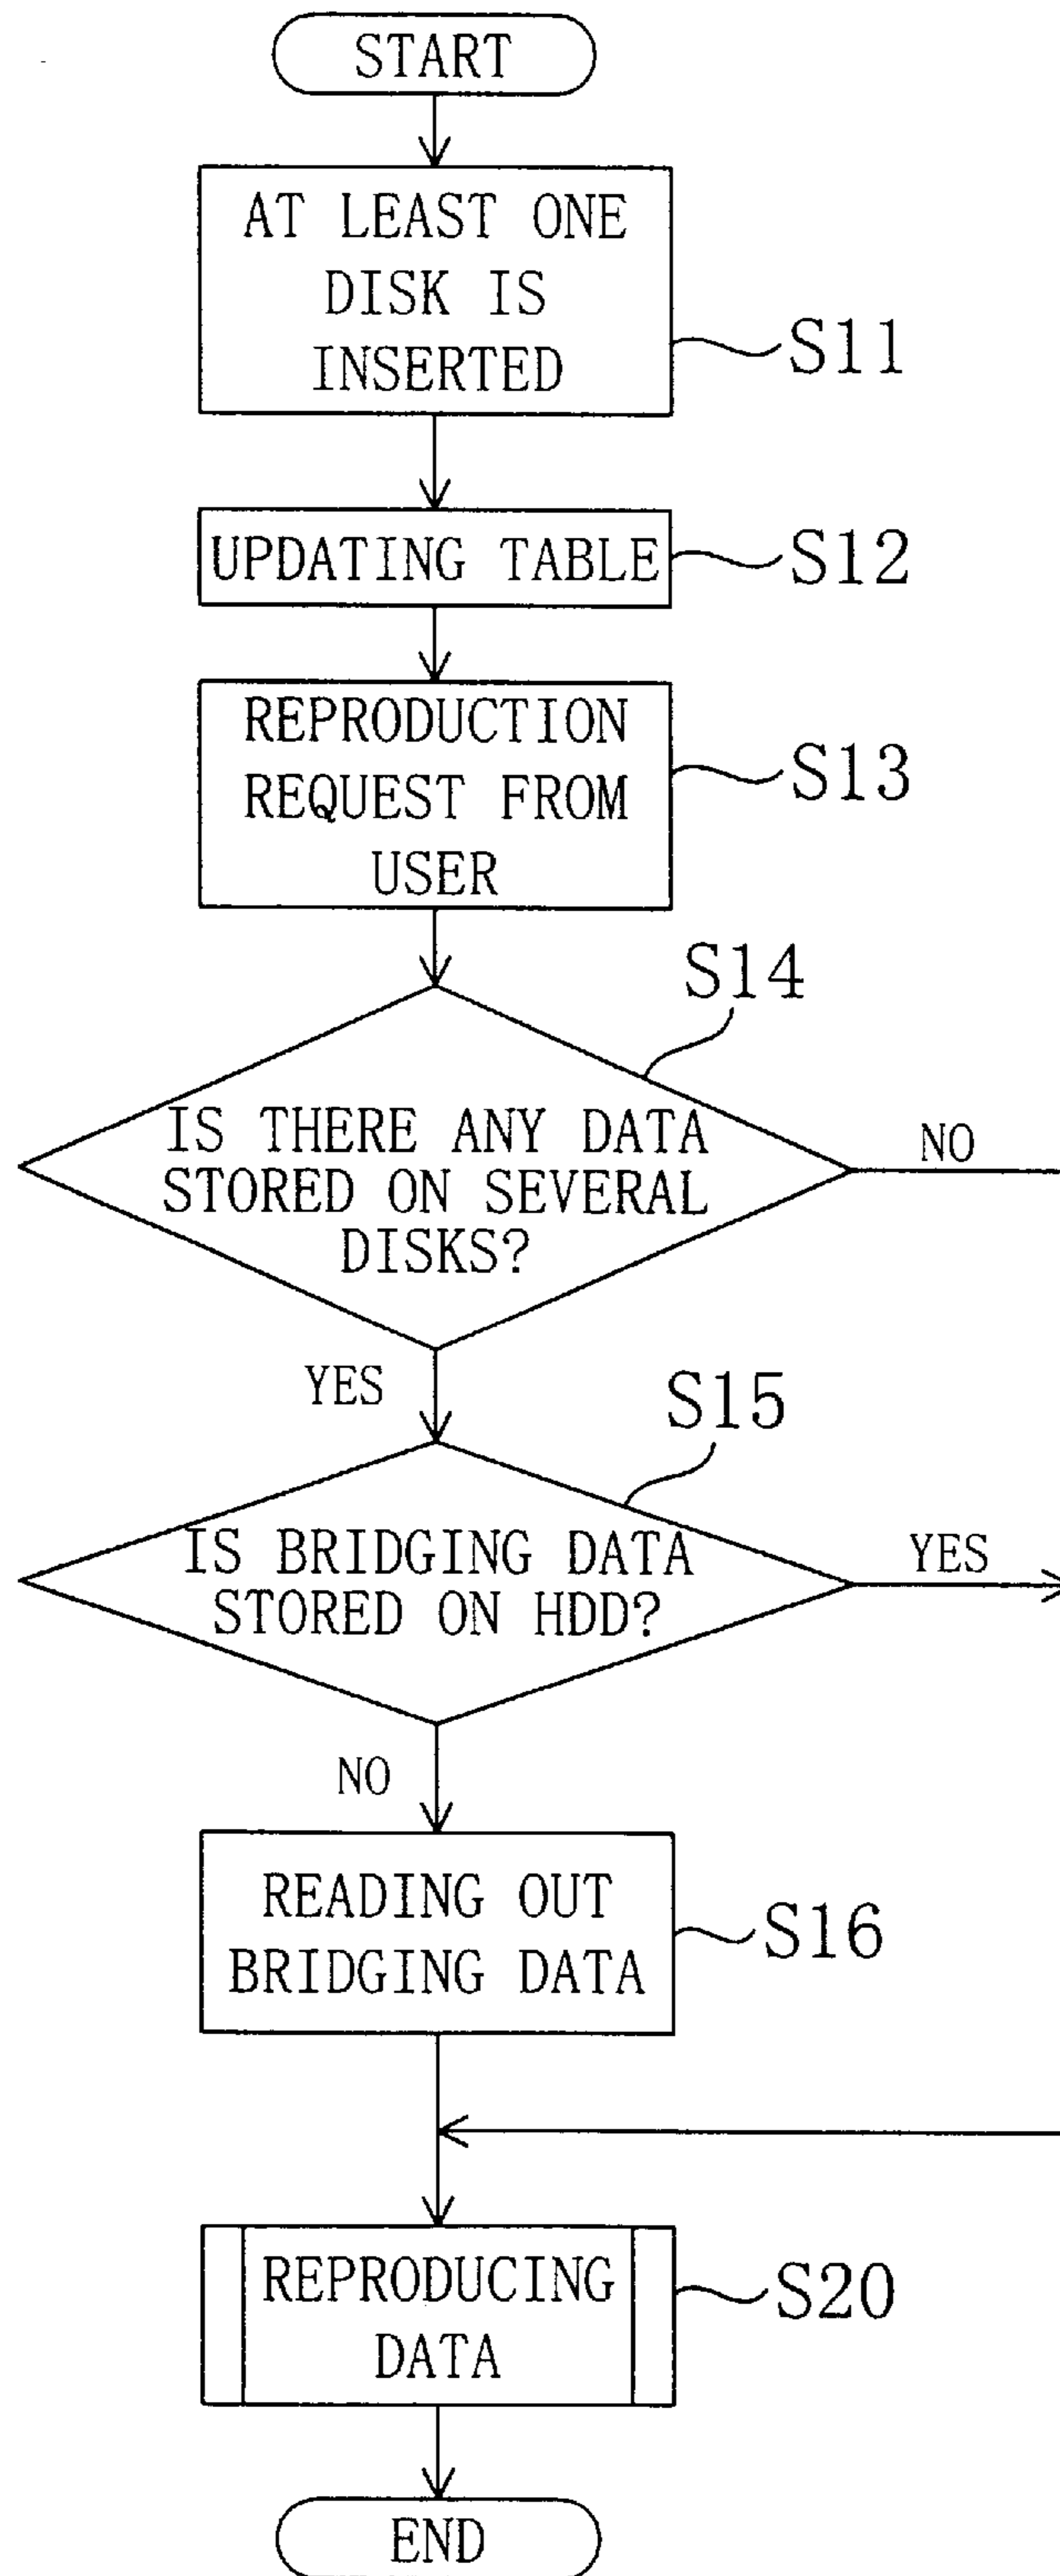 START
AT LEAST ONE
DISK IS
INSERTED
S11
UPDATING TABLE
S12
REPRODUCTION
REQUEST FROM
USER
S13
S14
IS THERE ANY DATA
STORED ON SEVERAL
DISKS?
NO
YES
S15
IS BRIDGING DATA
STORED ON HDD?
YES
NO
READING OUT
BRIDGING DATA
S16
REPRODUCING
DATA
S20
END